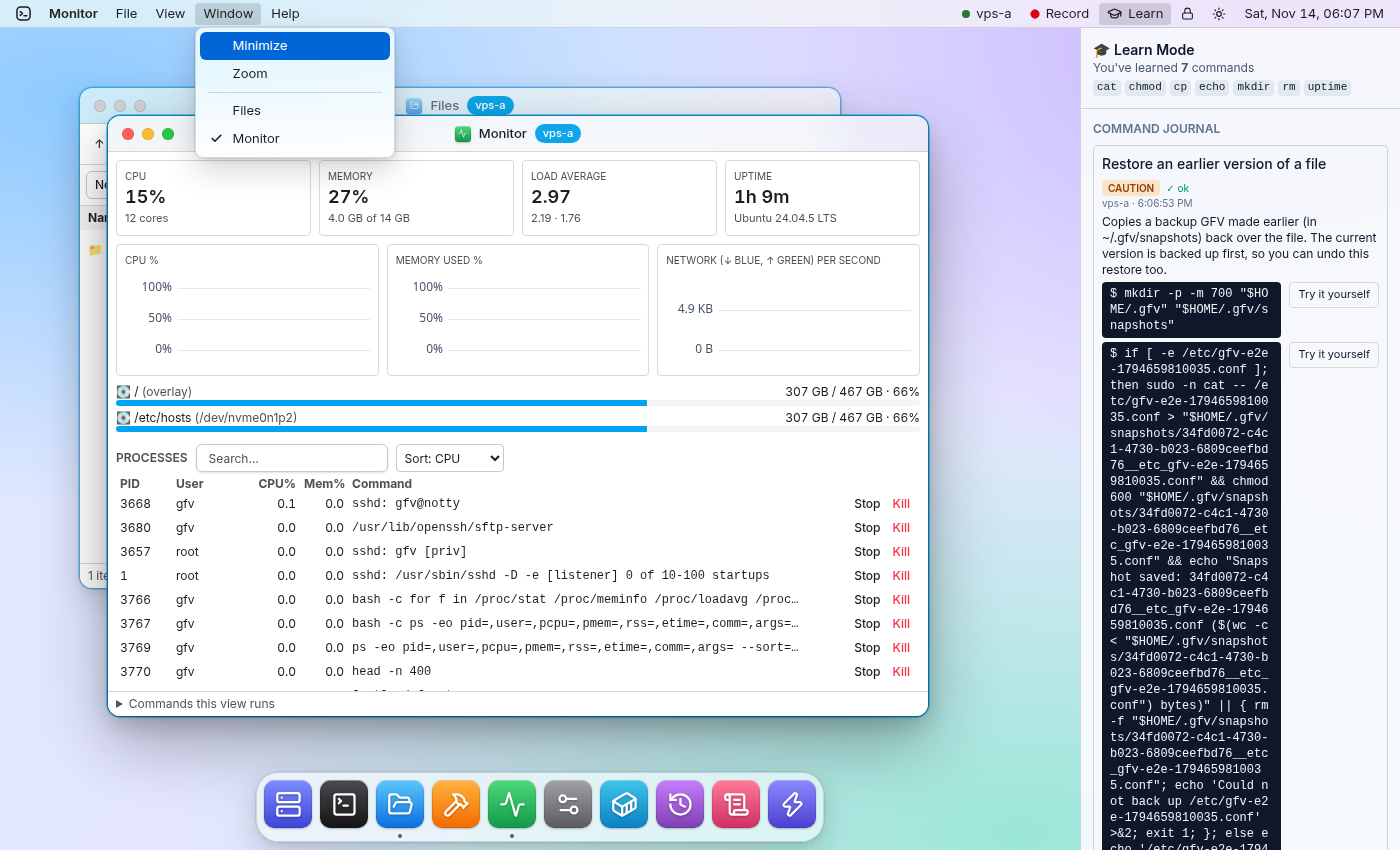 Monitor File View Window Help
vps-a Record Learn Sat, Nov 14, 06:07 PM
Minimize
Zoom
Files
Monitor
Files vps-a
Monitor vps-a
CPU
15%
12 cores
MEMORY
27%
4.0 GB of 14 GB
LOAD AVERAGE
2.97
2.19 · 1.76
UPTIME
1h 9m
Ubuntu 24.04.5 LTS
CPU %
100%
50%
0%
MEMORY USED %
100%
50%
0%
NETWORK (↓ BLUE, ↑ GREEN) PER SECOND
4.9 KB
0 B
/ (overlay) 307 GB / 467 GB · 66%
/etc/hosts (/dev/nvme0n1p2) 307 GB / 467 GB · 66%
PROCESSES Search... Sort: CPU
PID User CPU% Mem% Command
3668 gfv 0.1 0.0 sshd: gfv@notty Stop Kill
3680 gfv 0.0 0.0 /usr/lib/openssh/sftp-server Stop Kill
3657 root 0.0 0.0 sshd: gfv [priv] Stop Kill
1 root 0.0 0.0 sshd: /usr/sbin/sshd -D -e [listener] 0 of 10-100 startups Stop Kill
3766 gfv 0.0 0.0 bash -c for f in /proc/stat /proc/meminfo /proc/loadavg /proc… Stop Kill
3767 gfv 0.0 0.0 bash -c ps -eo pid=,user=,pcpu=,pmem=,rss=,etime=,comm=,args=… Stop Kill
3769 gfv 0.0 0.0 ps -eo pid=,user=,pcpu=,pmem=,rss=,etime=,comm=,args= --sort=… Stop Kill
3770 gfv 0.0 0.0 head -n 400 Stop Kill
Commands this view runs
Learn Mode
You've learned 7 commands
cat chmod cp echo mkdir rm uptime
COMMAND JOURNAL
Restore an earlier version of a file
CAUTION ✓ ok
vps-a · 6:06:53 PM
Copies a backup GFV made earlier (in
~/.gfv/snapshots) back over the file. The current
version is backed up first, so you can undo this
restore too.
$ mkdir -p -m 700 "$HO
ME/.gfv" "$HOME/.gfv/s
napshots"
Try it yourself
$ if [ -e /etc/gfv-e2e
-1794659810035.conf ];
then sudo -n cat -- /e
tc/gfv-e2e-17946598100
35.conf > "$HOME/.gfv/
snapshots/34fd0072-c4c
1-4730-b023-6809ceefbd
76__etc_gfv-e2e-179465
9810035.conf" && chmod
600 "$HOME/.gfv/snapsh
ots/34fd0072-c4c1-4730
-b023-6809ceefbd76__et
c_gfv-e2e-179465981003
5.conf" && echo "Snaps
hot saved: 34fd0072-c4
c1-4730-b023-6809ceefb
d76__etc_gfv-e2e-17946
59810035.conf ($(wc -c
< "$HOME/.gfv/snapshot
s/34fd0072-c4c1-4730-b
023-6809ceefbd76__etc_
gfv-e2e-1794659810035.
conf") bytes)" || { rm
-f "$HOME/.gfv/snapsho
ts/34fd0072-c4c1-4730-
b023-6809ceefbd76__etc
_gfv-e2e-179465981003
5.conf"; echo 'Could n
ot back up /etc/gfv-e2
e-1794659810035.conf'
>&2; exit 1; }; else e
cho '/etc/gfv-e2e-1794
Try it yourself